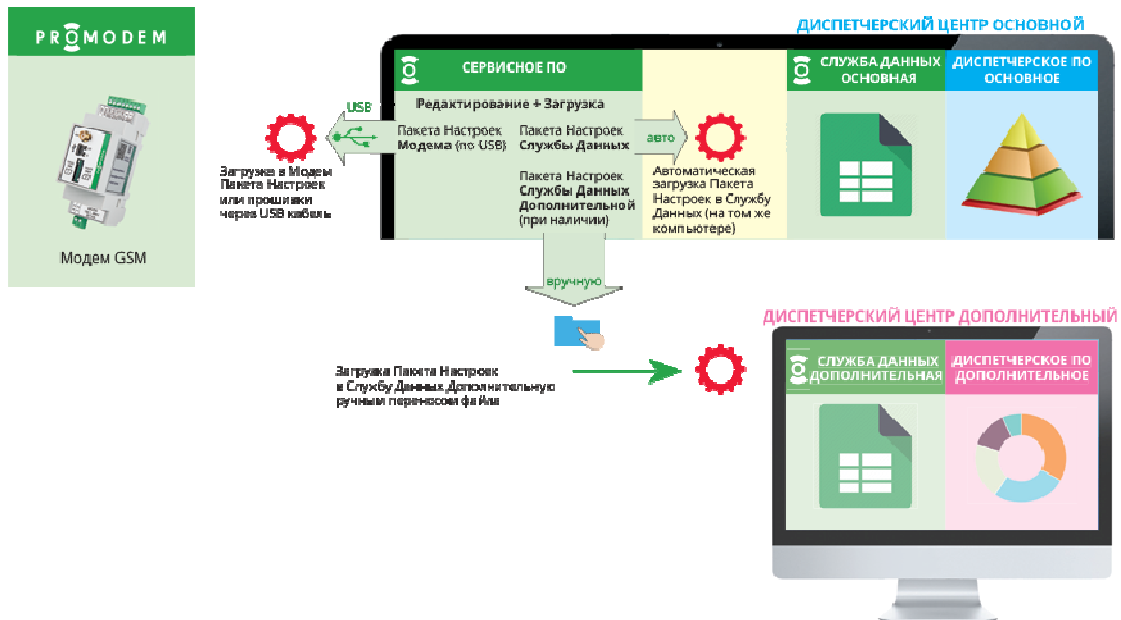 PROMODEM
Модем GSM
ДИСПЕТЧЕРСКИЙ ЦЕНТР ОСНОВНОЙ
СЕРВИСНОЕ ПО
Редактирование + Загрузка
USB
Пакета Настроек
Модема (по USB)
Пакета Настроек
Службы Данных
Пакета Настроек
Службы Данных
Дополнительной
(при наличии)
авто
Загрузка в Модем
Пакета Настроек
или прошивки
через USB кабель
Автоматическая
загрузка Пакета
Настроек в Службу
Данных (на том же
компьютере)
СЛУЖБА ДАННЫХ
ОСНОВНАЯ
ДИСПЕТЧЕРСКОЕ ПО
ОСНОВНОЕ
вручную
Загрузка Пакета Настроек
в Службу Данных Дополнительную
ручным переносом файла
ДИСПЕТЧЕРСКИЙ ЦЕНТР ДОПОЛНИТЕЛЬНЫЙ
СЛУЖБА ДАННЫХ
ДОПОЛНИТЕЛЬНАЯ
ДИСПЕТЧЕРСКОЕ ПО
ДОПОЛНИТЕЛЬНОЕ